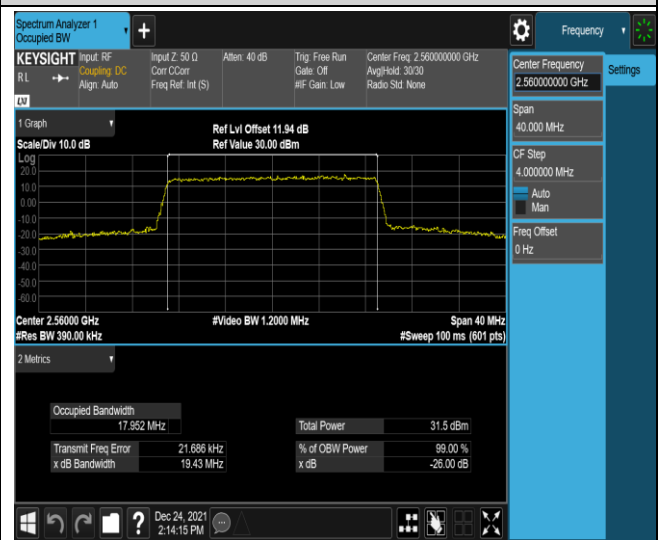 Spectrum Analyzer 1
Occupied BW
Frequency
KEYSIGHT
Input: RF
Coupling: DC
Align: Auto
RL
LXI
Input Z: 50 Ω
Corr CCorr
Freq Ref: Int (S)
Atten: 40 dB
Trig: Free Run
Gate: Off
#IF Gain: Low
Center Freq: 2.560000000 GHz
Avg|Hold: 30/30
Radio Std: None
Center Frequency
2.560000000 GHz
Settings
Span
40.000 MHz
CF Step
4.000000 MHz
Auto
Man
Freq Offset
0 Hz
1 Graph
Ref Lvl Offset 11.94 dB
Scale/Div 10.0 dB
Ref Value 30.00 dBm
Log
20.0
10.0
0.00
-10.0
-20.0
-30.0
-40.0
-50.0
-60.0
Center 2.56000 GHz
#Video BW 1.2000 MHz
Span 40 MHz
#Res BW 390.00 kHz
#Sweep 100 ms (601 pts)
2 Metrics
Occupied Bandwidth
17.952 MHz
Total Power 31.5 dBm
Transmit Freq Error 21.686 kHz
% of OBW Power 99.00 %
x dB Bandwidth 19.43 MHz
x dB -26.00 dB
?
Dec 24, 2021
2:14:15 PM